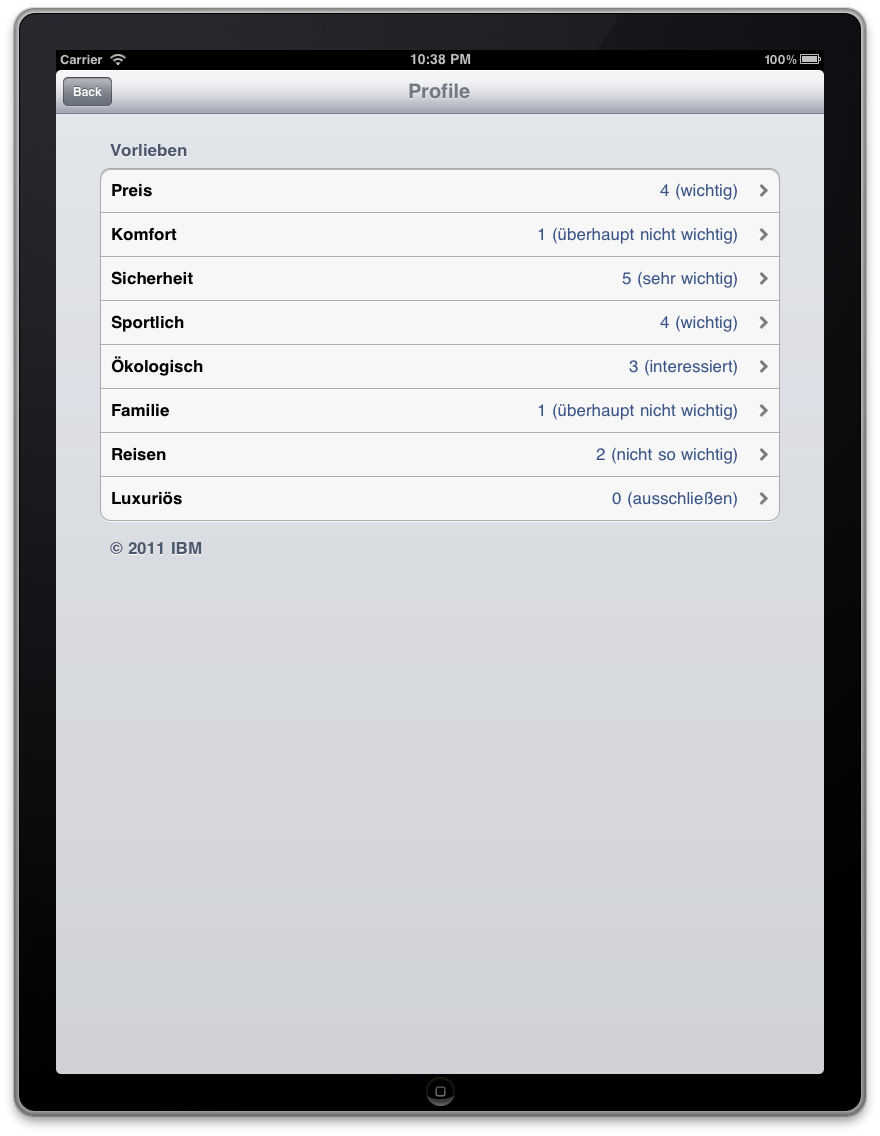 Carrier 10:38 PM 100%
Back Profile
Vorlieben
Preis 4 (wichtig)
Komfort 1 (überhaupt nicht wichtig)
Sicherheit 5 (sehr wichtig)
Sportlich 4 (wichtig)
Ökologisch 3 (interessiert)
Familie 1 (überhaupt nicht wichtig)
Reisen 2 (nicht so wichtig)
Luxuriös 0 (ausschließen)
© 2011 IBM